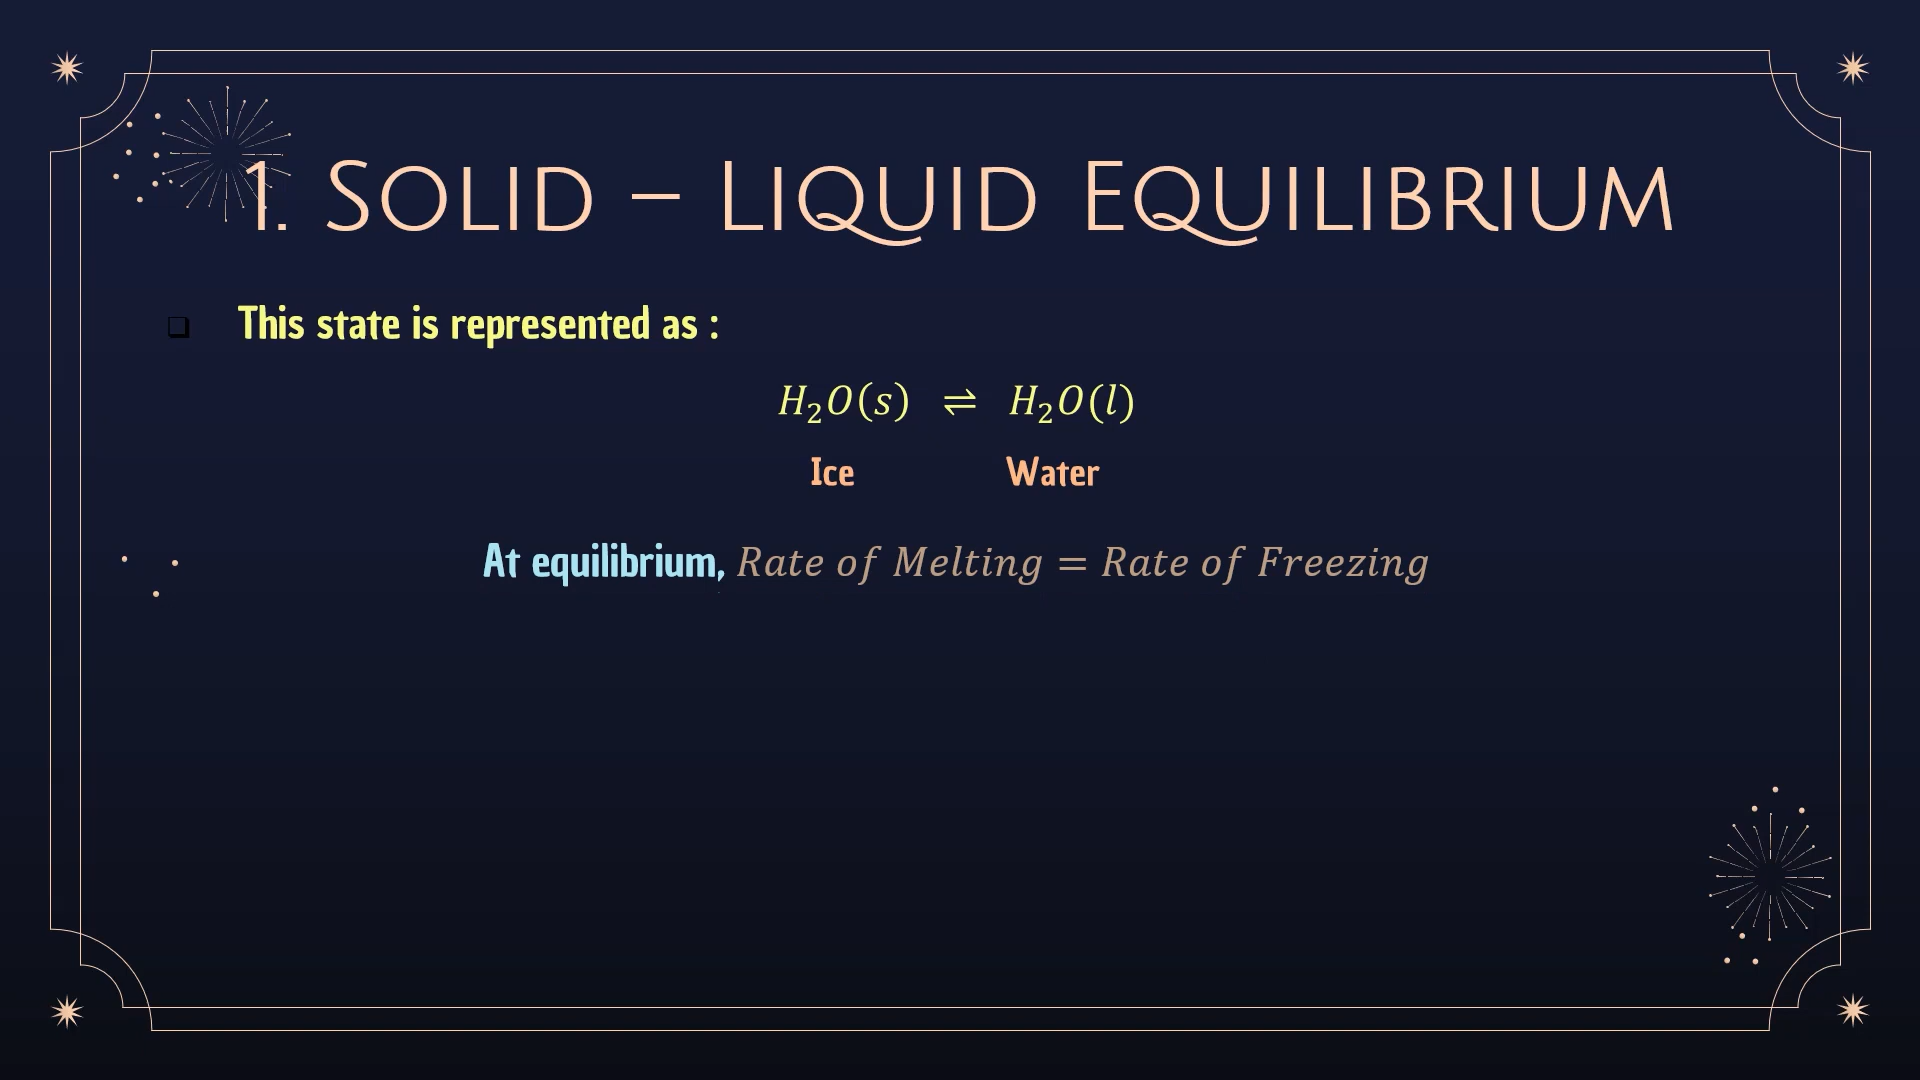 1. Solid – Liquid Equilibrium
❑ This state is represented as :
H₂O(s) ⇌ H₂O(l)
Ice Water
At equilibrium, Rate of Melting = Rate of Freezing